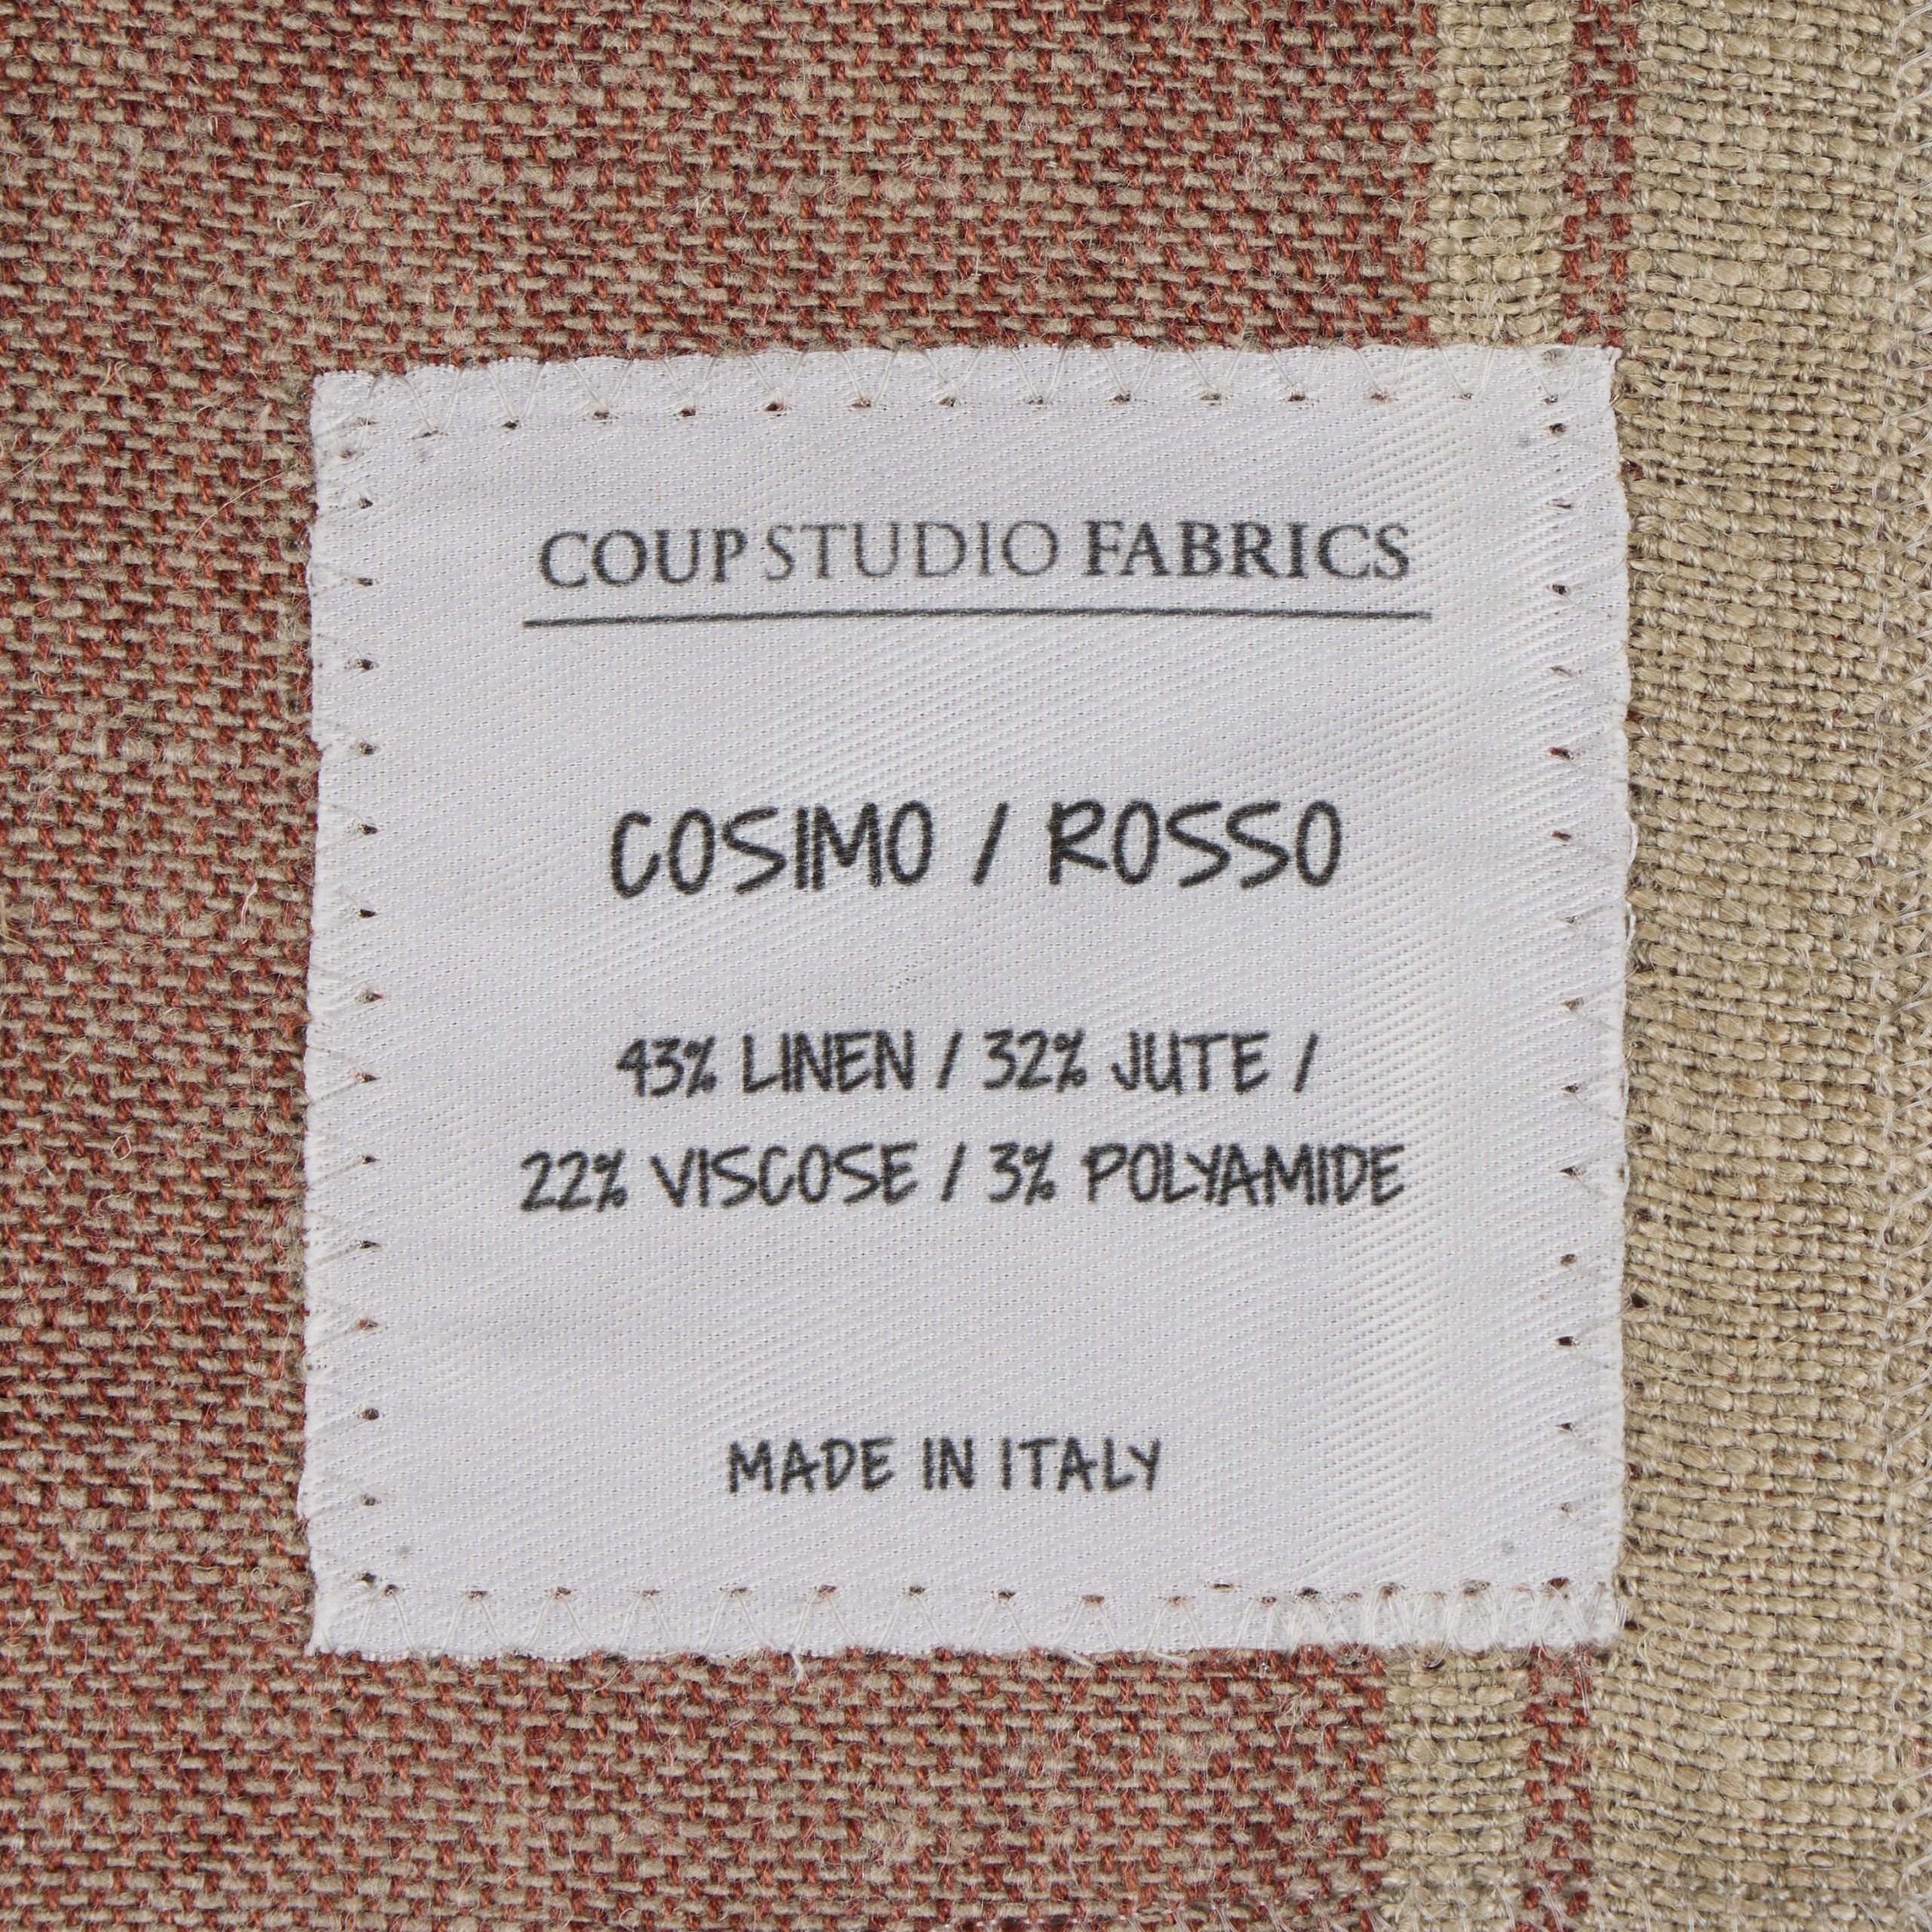 COUP STUDIO FABRICS
COSIMO / ROSSO
43% LINEN / 32% JUTE /
22% VISCOSE / 3% POLYAMIDE
MADE IN ITALY